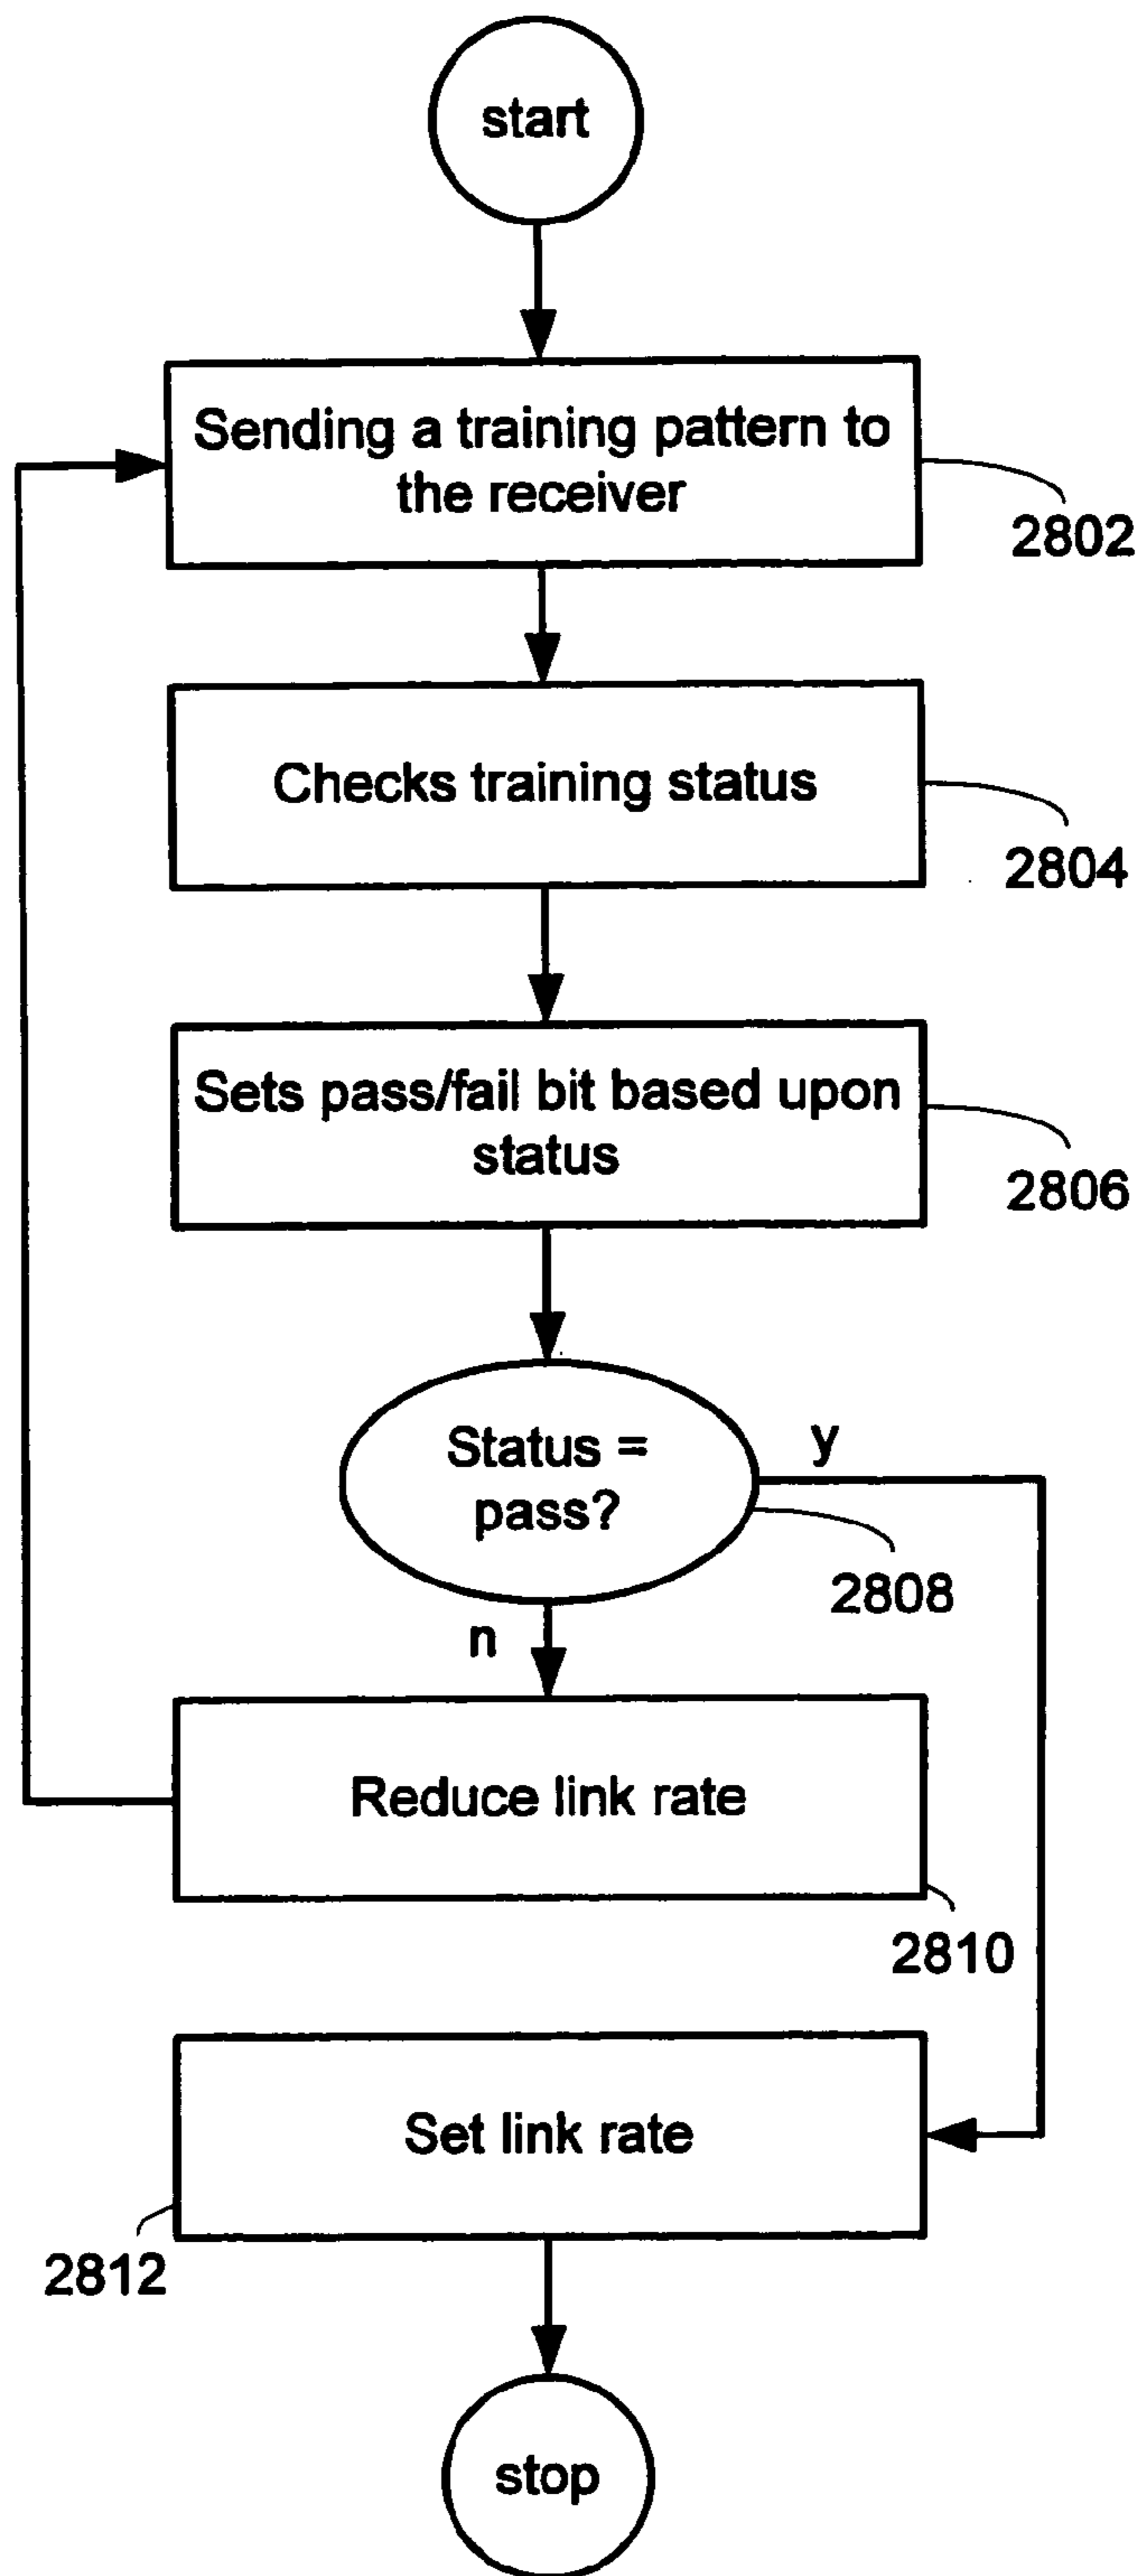 start
Sending a training pattern to
the receiver
2802
Checks training status
2804
Sets pass/fail bit based upon
status
2806
Status =
pass?
y
2808
n
Reduce link rate
2810
Set link rate
2812
stop